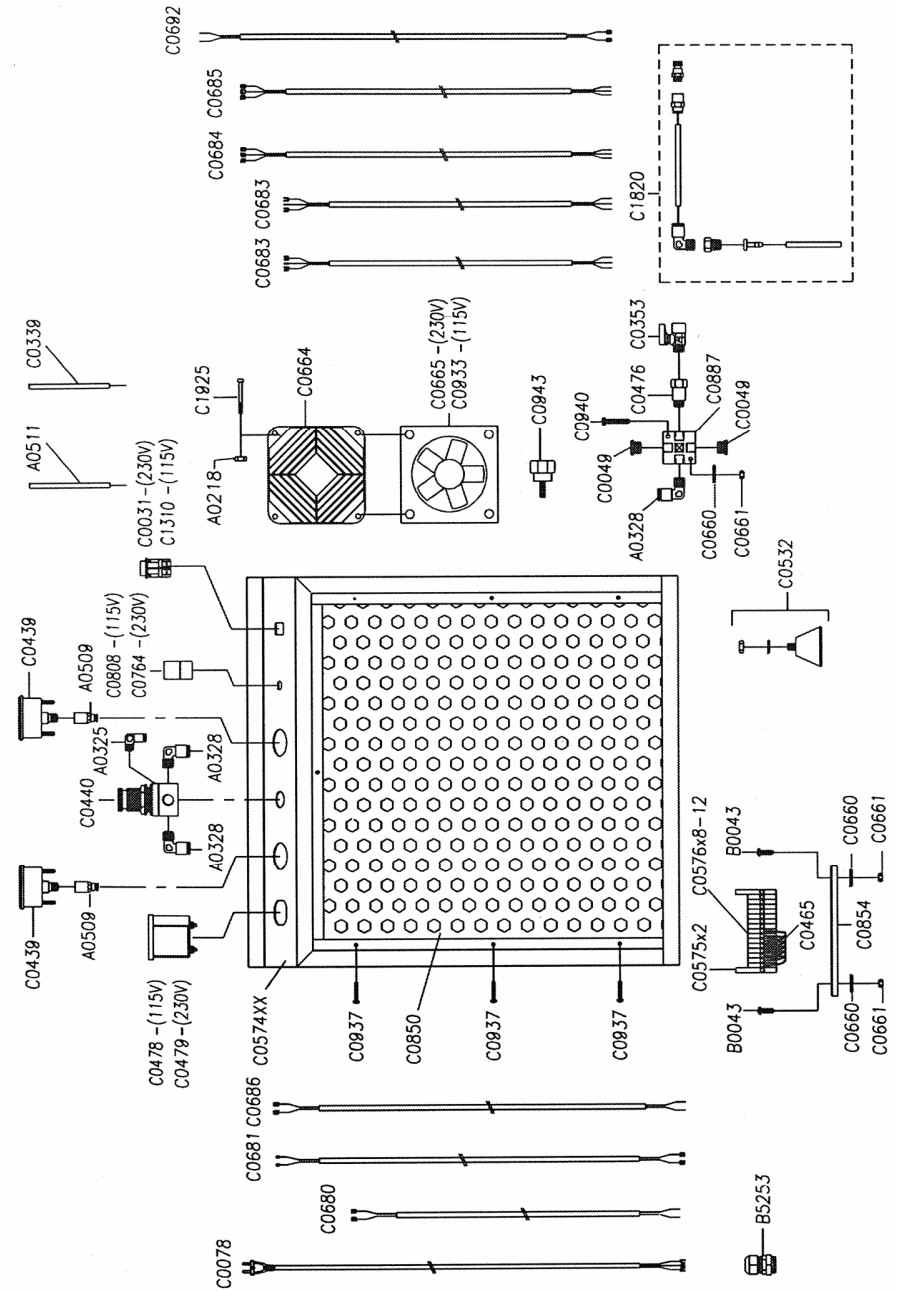 C0692
C0685
C0684
C0683
C0683
C1820
C0339
A0511
C1925
C0664
A0218
C0665-(230V)
C0933-(115V)
C0943
C0353
C0476
C0887
C0940
C0049
C0049
A0328
C0660
C0661
C0031-(230V)
C1310-(115V)
C0532
C0439
A0509
C0808-(115V)
C0764-(230V)
A0325
A0328
C0440
A0328
C0439
A0509
C0478-(115V)
C0479-(230V)
C0574XX
C0937
C0850
C0937
C0937
C0576x8-12
C0575x2
B0043
B0043
C0465
C0660
C0661
C0854
C0660
C0661
C0686
C0681
C0680
C0078
B5253